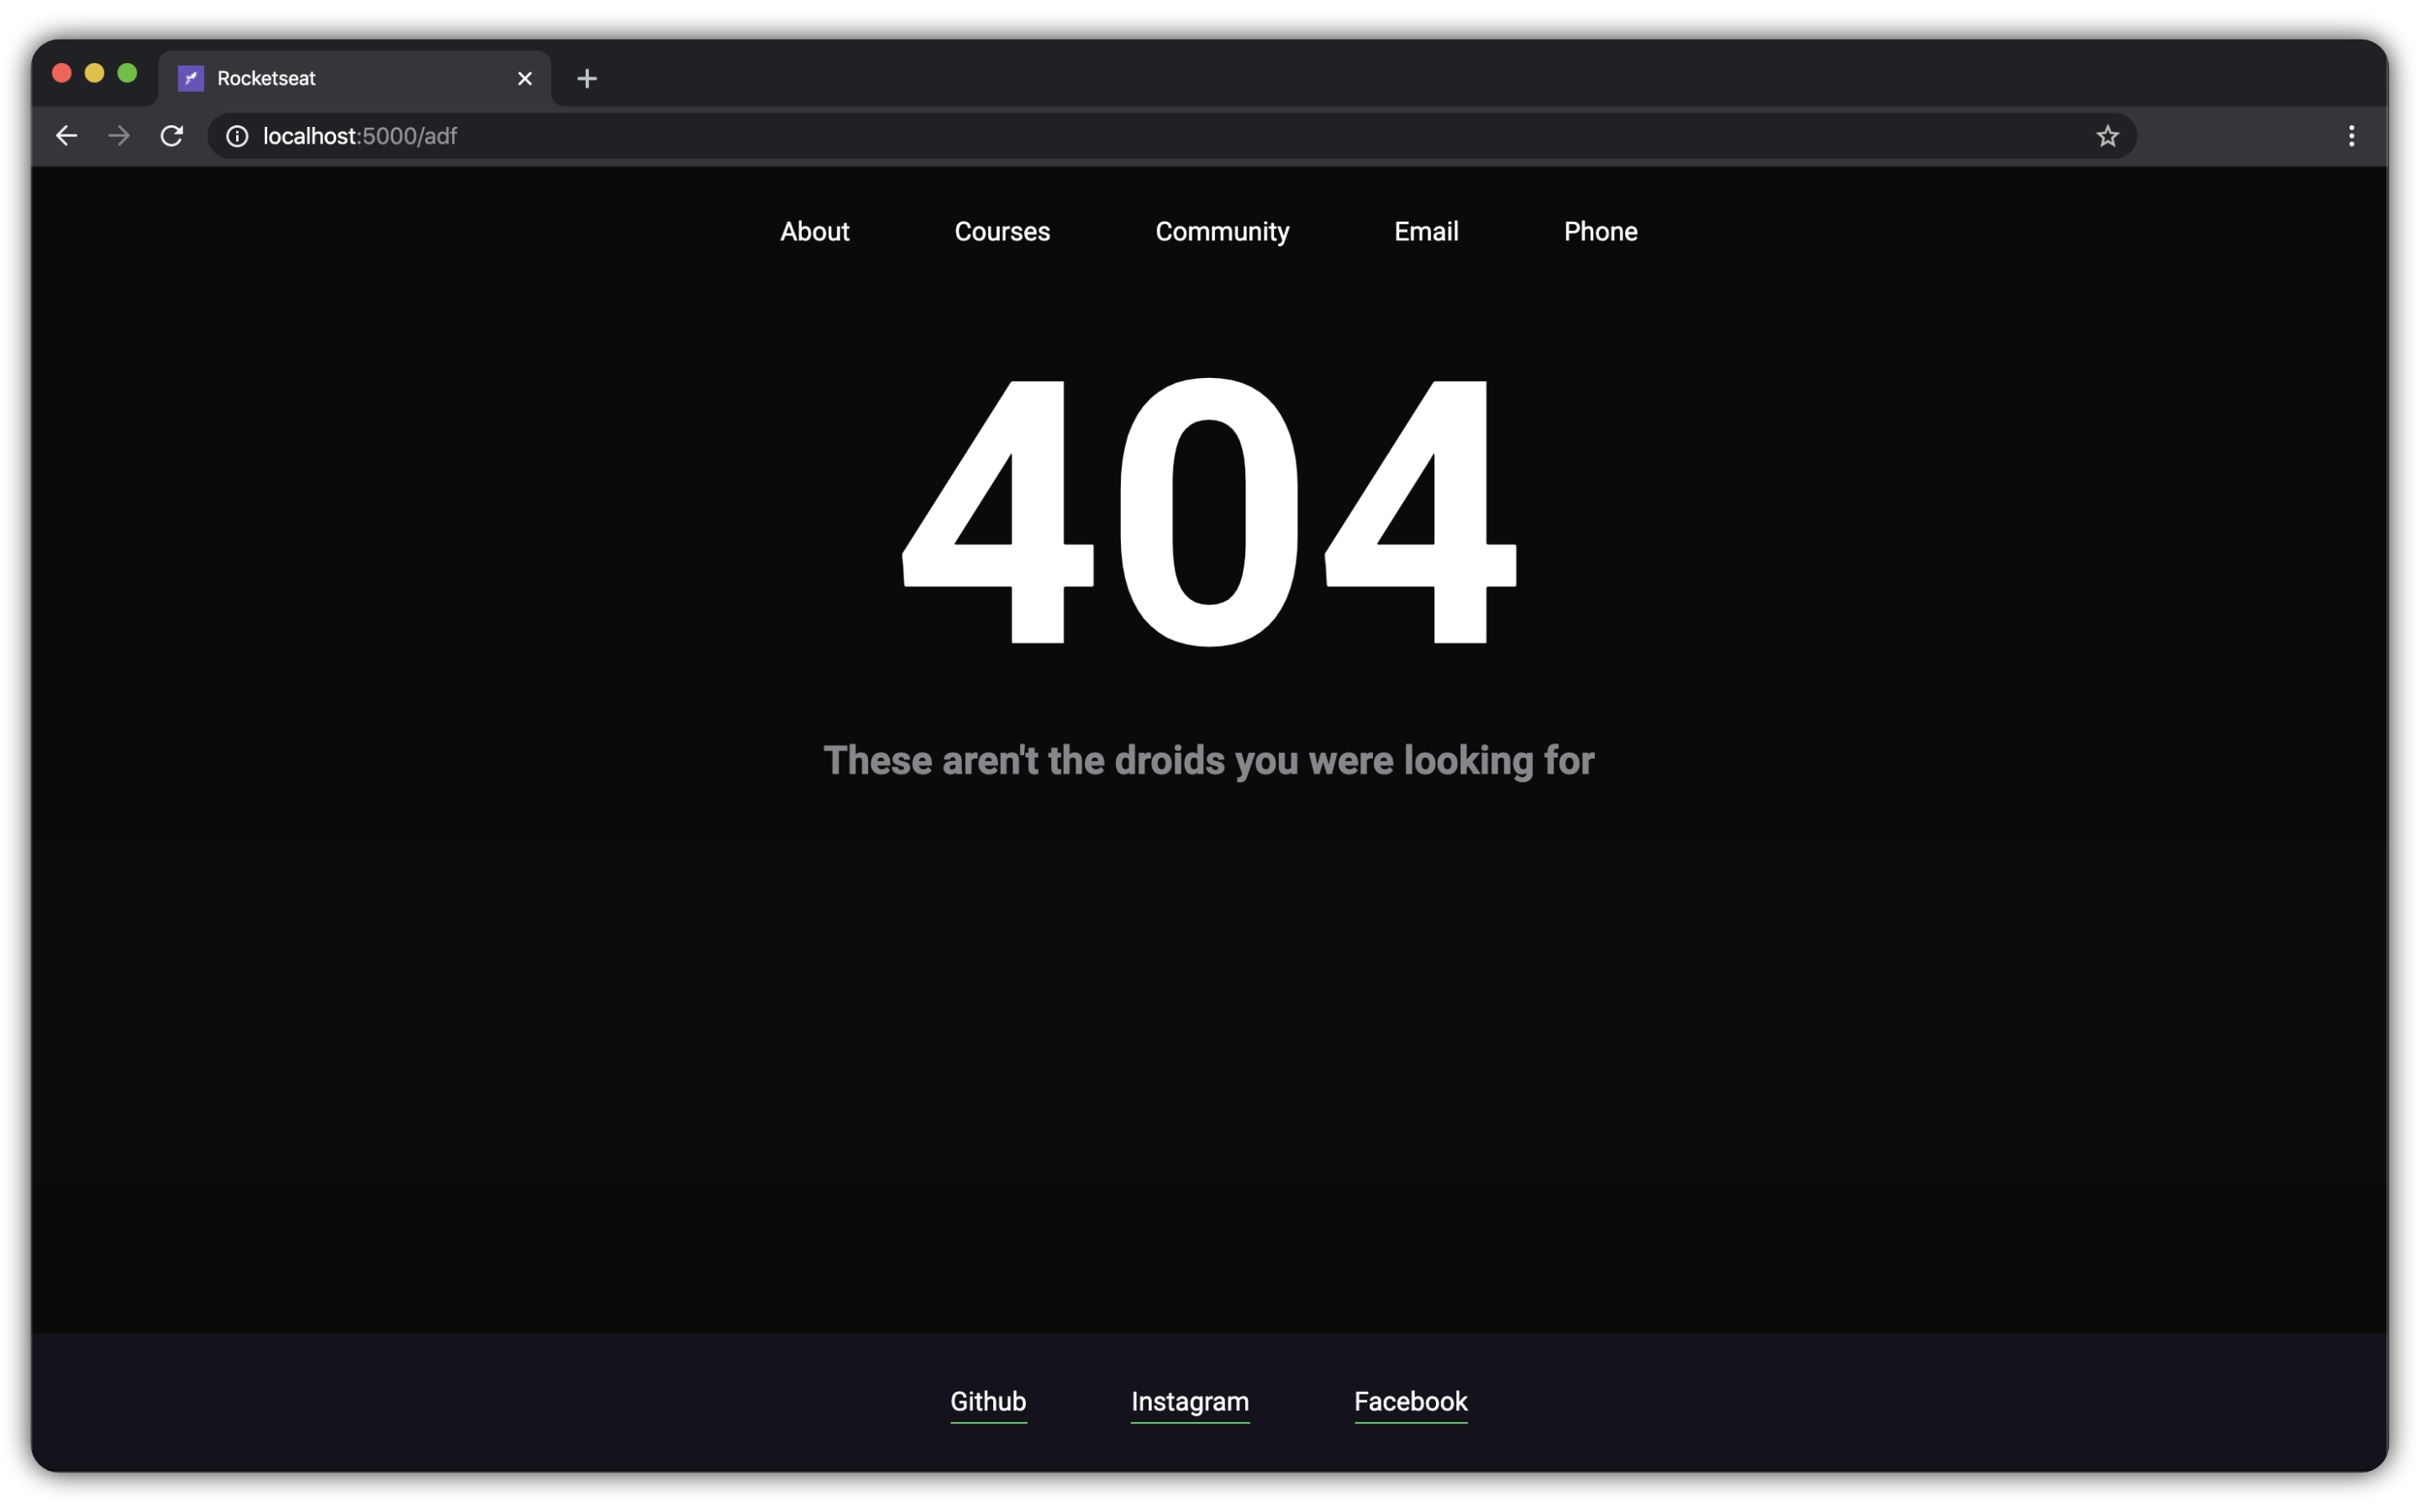 Rocketseat
localhost:5000/adf
About Courses Community Email Phone
404
These aren't the droids you were looking for
Github Instagram Facebook